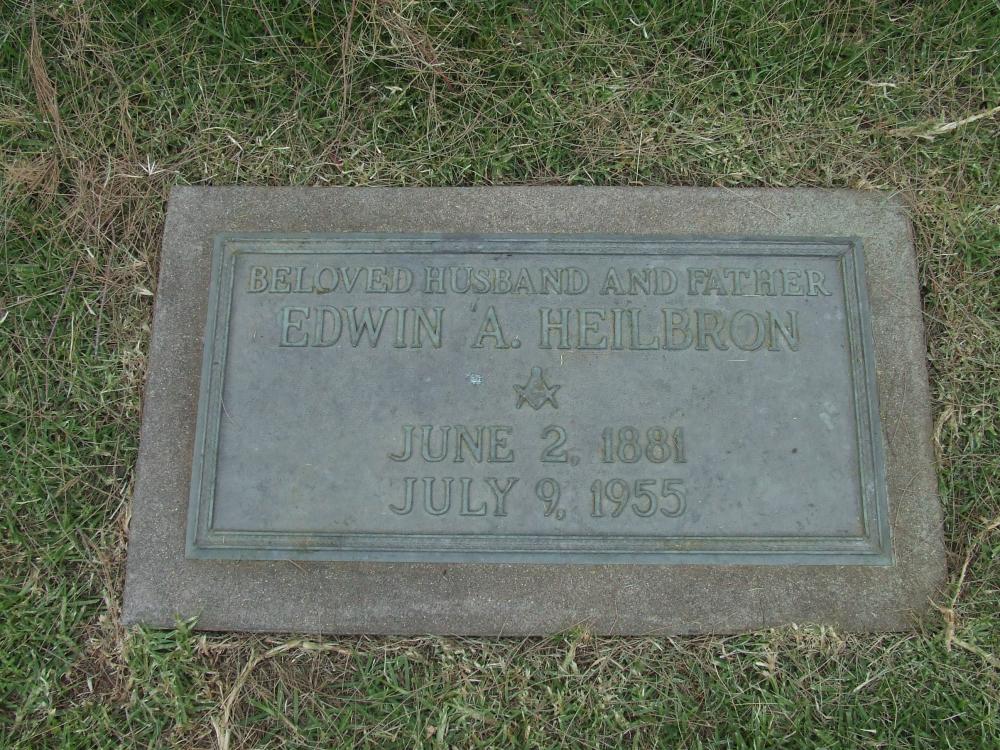 BELOVED HUSBAND AND FATHER
EDWIN A. HEILBRON
JUNE 2, 1881
JULY 9, 1955